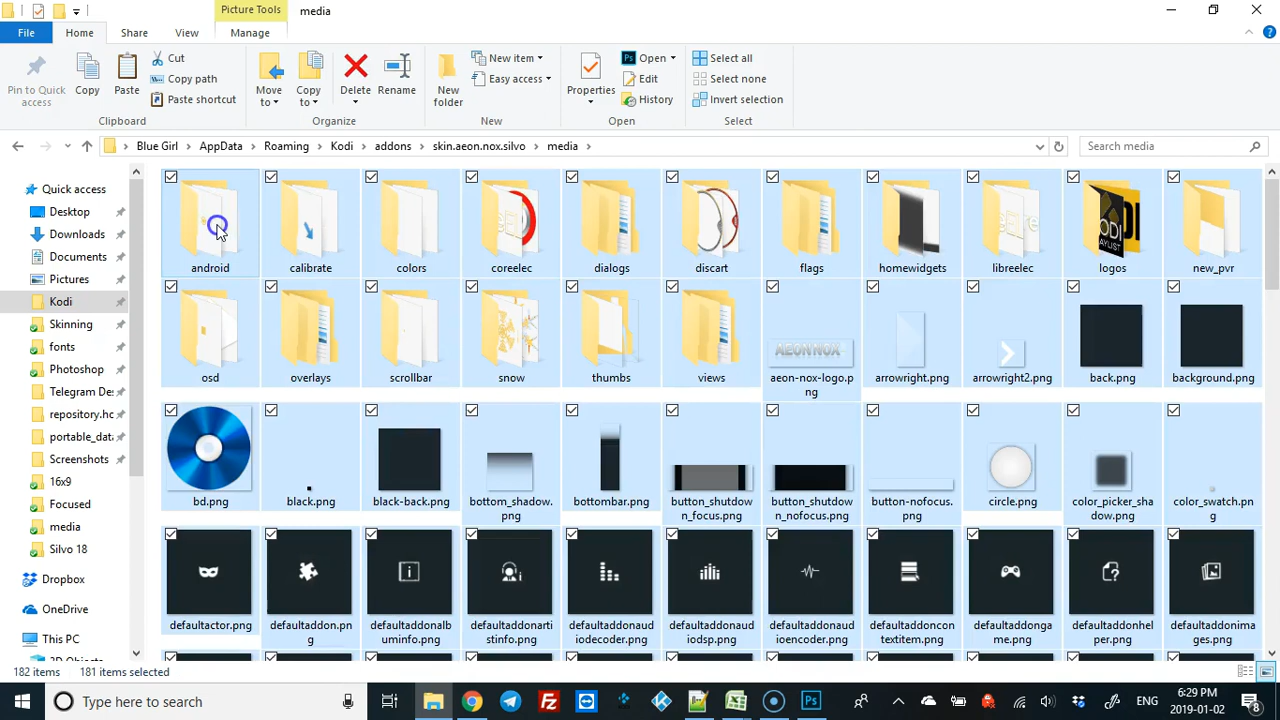 Picture Tools
media
File
Home
Share
View
Manage
Pin to Quick access
Copy
Paste
Cut
Copy path
Paste shortcut
Clipboard
Move to
Copy to
Delete
Rename
Organize
New folder
New item
Easy access
New
Properties
Open
Edit
History
Open
Select all
Select none
Invert selection
Select
Blue Girl
AppData
Roaming
Kodi
addons
skin.aeon.nox.silvo
media
Search media
Quick access
Desktop
Downloads
Documents
Pictures
Kodi
Skinning
fonts
Photoshop
Telegram Des
repository.hc
portable_data
Screenshots
16x9
Focused
media
Silvo 18
Dropbox
OneDrive
This PC
3D Objects
android
calibrate
colors
coreelec
dialogs
discart
flags
homewidgets
libreelec
logos
new_pvr
osd
overlays
scrollbar
snow
thumbs
views
AEON NOX
aeon-nox-logo.png
arrowright.png
arrowright2.png
back.png
background.png
bd.png
black.png
black-back.png
bottom_shadow.png
bottombar.png
button_shutdown_focus.png
button_shutdown_nofocus.png
button-nofocus.png
circle.png
color_picker_shadow.png
color_swatch.png
defaultactor.png
defaultaddon.png
defaultaddonalbuminfo.png
defaultaddonartistinfo.png
defaultaddonaudiodecoder.png
defaultaddonaudiodsp.png
defaultaddonaudioencoder.png
defaultaddoncontextitem.png
defaultaddongame.png
defaultaddonhelper.png
defaultaddonimages.png
182 items
181 items selected
Type here to search
ENG
6:29 PM
2019-01-02